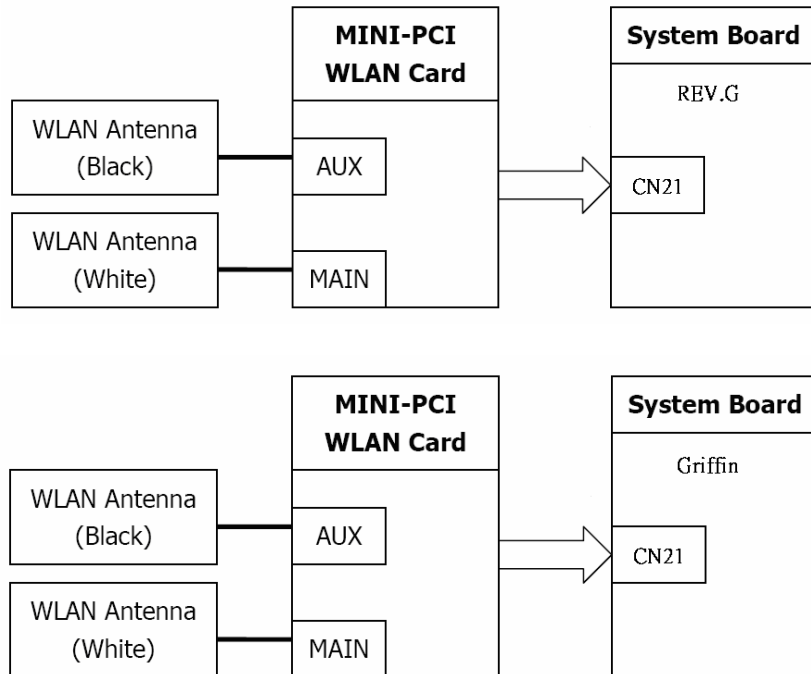 MINI-PCI
WLAN Card
System Board
REV.G
WLAN Antenna
(Black)
AUX
CN21
WLAN Antenna
(White)
MAIN
MINI-PCI
WLAN Card
System Board
Griffin
WLAN Antenna
(Black)
AUX
CN21
WLAN Antenna
(White)
MAIN